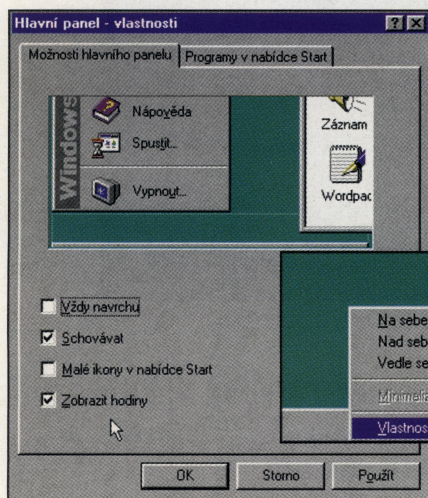 Hlavní panel - vlastnosti
Možnosti hlavního panelu
Programy v nabídce Start
Windows
Nápověda
Spustit...
Vypnout...
Záznam
Wordpad
Vždy navrchu
Schovávat
Malé ikony v nabídce Start
Zobrazit hodiny
Na sebe
Nad seb
Vedle se
Minimaliz
Vlastnos
OK
Storno
Použít